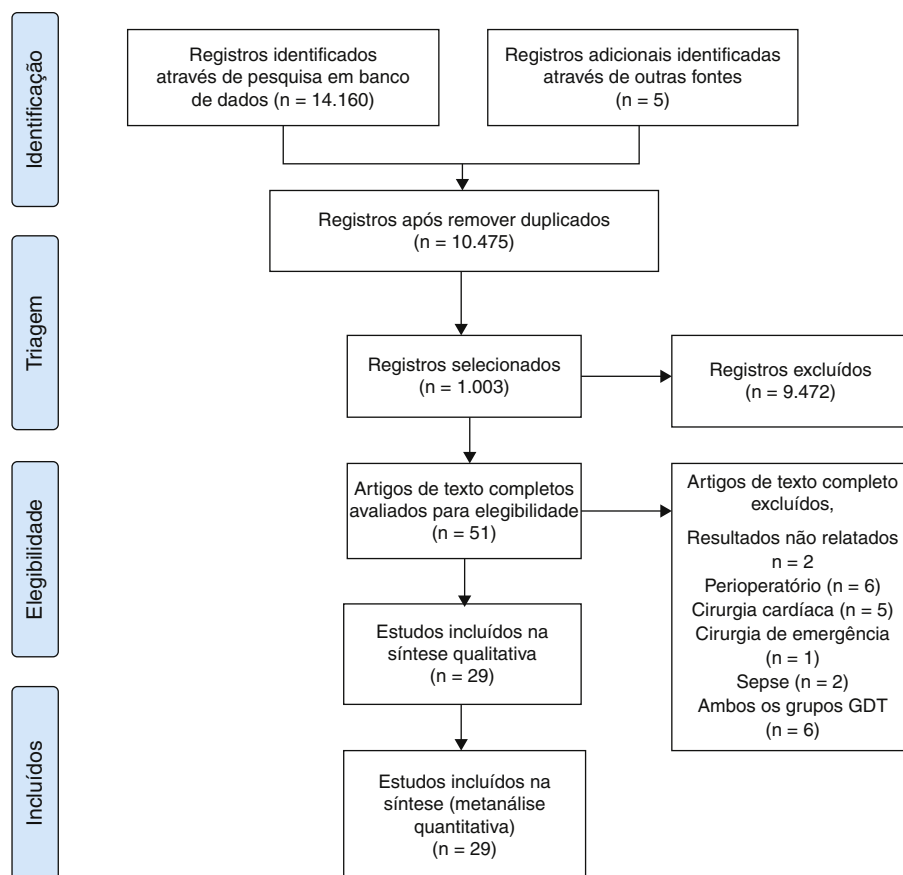 Identificação
Registros identificados
através de pesquisa em banco
de dados (n = 14.160)
Registros adicionais identificadas
através de outras fontes
(n = 5)
Registros após remover duplicados
(n = 10.475)
Triagem
Registros selecionados
(n = 1.003)
Registros excluídos
(n = 9.472)
Elegibilidade
Artigos de texto completos
avaliados para elegibilidade
(n = 51)
Artigos de texto completo
excluídos,
Resultados não relatados
n = 2
Perioperatório (n = 6)
Cirurgia cardíaca (n = 5)
Cirurgia de emergência
(n = 1)
Sepse (n = 2)
Ambos os grupos GDT
(n = 6)
Estudos incluídos na
síntese qualitativa
(n = 29)
Incluídos
Estudos incluídos na
síntese (metanálise
quantitativa)
(n = 29)